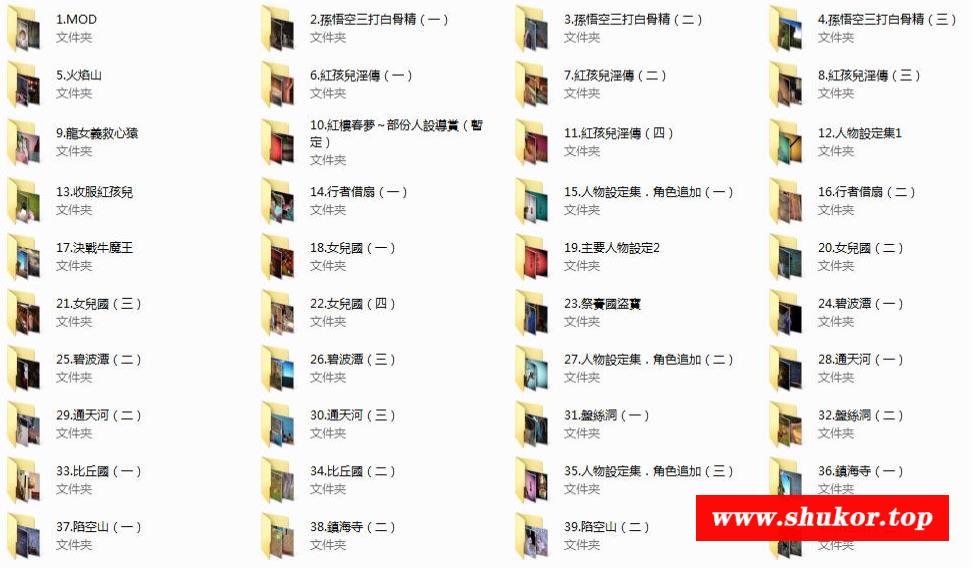 1.MOD
文件夹
2.孫悟空三打白骨精（一）
文件夹
3.孫悟空三打白骨精（二）
文件夹
4.孫悟空三打白骨精（三）
文件夹
5.火焰山
文件夹
6.紅孩兒淫傳（一）
文件夹
7.紅孩兒淫傳（二）
文件夹
8.紅孩兒淫傳（三）
文件夹
9.龍女義救心猿
文件夹
10.紅樓春夢～部份人設導賞（暫
定）
文件夹
11.紅孩兒淫傳（四）
文件夹
12.人物設定集1
文件夹
13.收服紅孩兒
文件夹
14.行者借扇（一）
文件夹
15.人物設定集．角色追加（一）
文件夹
16.行者借扇（二）
文件夹
17.決戰牛魔王
文件夹
18.女兒國（一）
文件夹
19.主要人物設定2
文件夹
20.女兒國（二）
文件夹
21.女兒國（三）
文件夹
22.女兒國（四）
文件夹
23.祭賽國盜寶
文件夹
24.碧波潭（一）
文件夹
25.碧波潭（二）
文件夹
26.碧波潭（三）
文件夹
27.人物設定集．角色追加（二）
文件夹
28.通天河（一）
文件夹
29.通天河（二）
文件夹
30.通天河（三）
文件夹
31.盤絲洞（一）
文件夹
32.盤絲洞（二）
文件夹
33.比丘國（一）
文件夹
34.比丘國（二）
文件夹
35.人物設定集．角色追加（三）
文件夹
36.鎮海寺（一）
文件夹
37.陷空山（一）
文件夹
38.鎮海寺（二）
文件夹
39.陷空山（二）
文件夹
www.shukor.top
文件夹